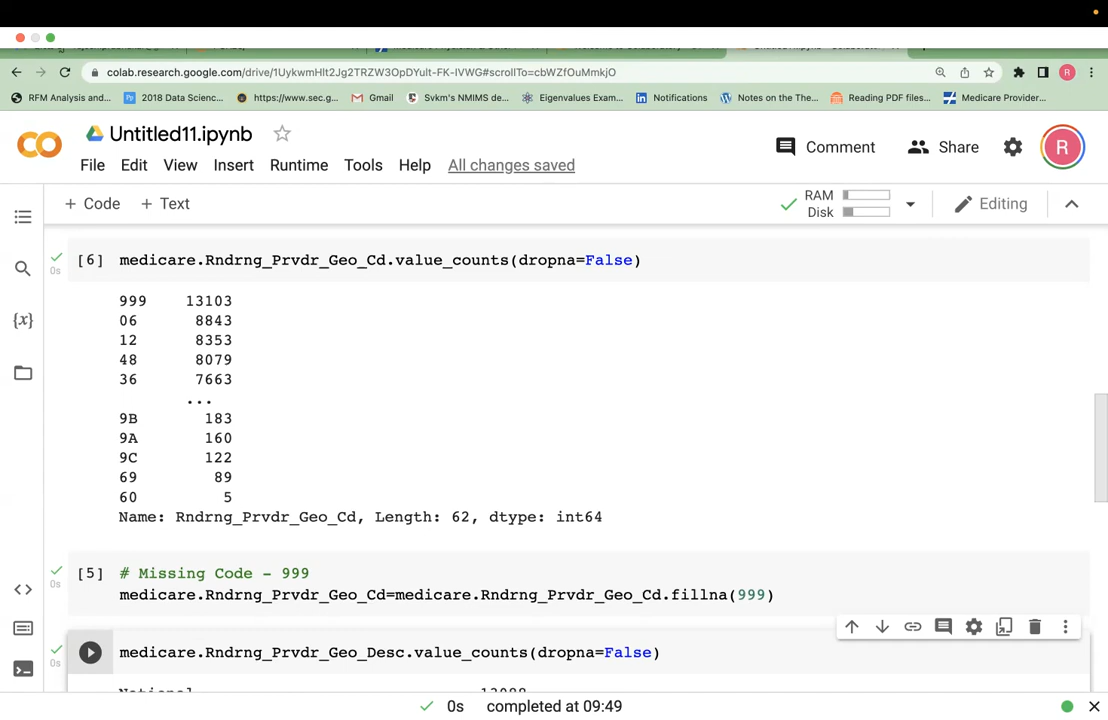 colab.research.google.com/drive/1UykwmHlt2Jg2TRZW3OpDYult-FK-IVWG#scrollTo=cbWZfOuMmkjO
RFM Analysis and...
2018 Data Scienc...
https://www.sec.g...
Gmail
Svkm's NMIMS de...
Eigenvalues Exam...
Notifications
Notes on the The...
Reading PDF files...
Medicare Provider...
Untitled11.ipynb
Comment
Share
R
File Edit View Insert Runtime Tools Help All changes saved
+ Code + Text
RAM
Disk
Editing
[6] medicare.Rndrng_Prvdr_Geo_Cd.value_counts(dropna=False)
0s
999 13103
06 8843
12 8353
48 8079
36 7663
...
9B 183
9A 160
9C 122
69 89
60 5
Name: Rndrng_Prvdr_Geo_Cd, Length: 62, dtype: int64
[5] # Missing Code - 999
0s
medicare.Rndrng_Prvdr_Geo_Cd=medicare.Rndrng_Prvdr_Geo_Cd.fillna(999)
medicare.Rndrng_Prvdr_Geo_Desc.value_counts(dropna=False)
0s
National 13088
0s completed at 09:49